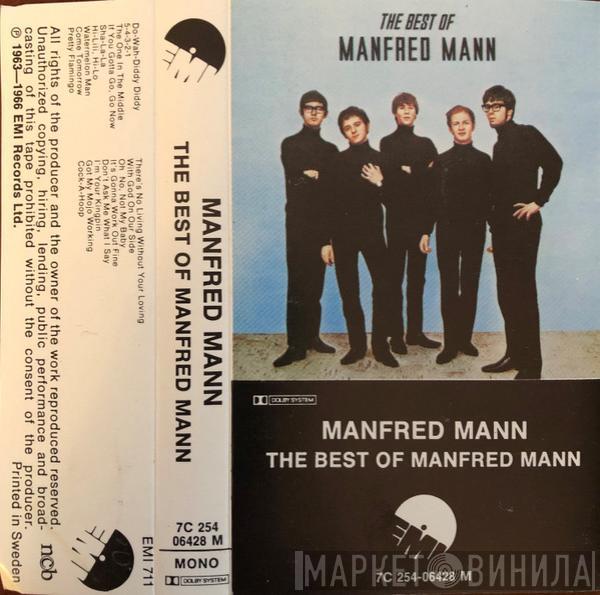 Do-Wah-Diddy Diddy
5-4-3-2-1
The One In The Middle
If You Gotta Go, Go Now
Sha-La-La
Hi-Lili, Hi-Lo
Watermelon Man
Come Tomorrow
Pretty Flamingo
There's No Living Without Your Loving
With God On Our Side
Oh No, Not My Baby
It's Gonna Work Out Fine
Don't Ask Me What I Say
I'm Your Kingpin
Got My Mojo Working
Cock-A-Hoop
All rights of the producer and the owner of the work reproduced reserved.
Unauthorized copying, hiring, lending, public performance and broad-
casting of this tape prohibited without the consent of the producer.
℗ 1963—1966 EMI Records Ltd.
Printed in Sweden
ncb
EMI
EMI 711
EMI
MANFRED MANN
THE BEST OF MANFRED MANN
7C 254
06428 M
MONO
DOLBY SYSTEM
THE BEST OF
MANFRED MANN
DOLBY SYSTEM
MANFRED MANN
THE BEST OF MANFRED MANN
EMI
7C 254-06428 M
МАРКЕТ ВИНИЛА